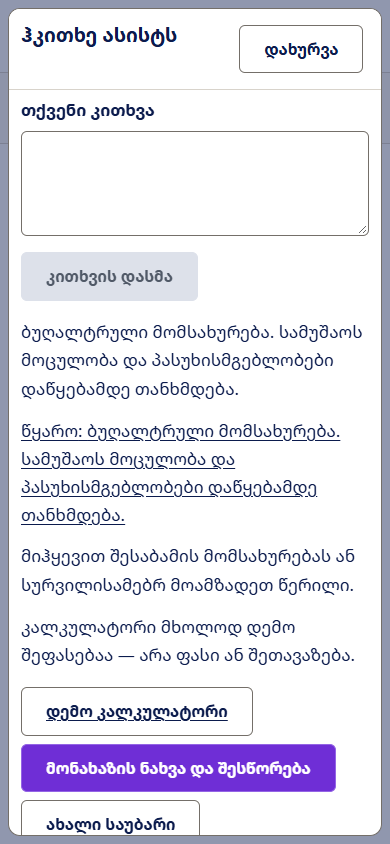 ჰკითხე ასისტს
დახურვა
თქვენი კითხვა
კითხვის დასმა
ბუღალტრული მომსახურება. სამუშაოს
მოცულობა და პასუხისმგებლობები
დაწყებამდე თანხმდება.
წყარო: ბუღალტრული მომსახურება.
სამუშაოს მოცულობა და
პასუხისმგებლობები დაწყებამდე
თანხმდება.
მიჰყევით შესაბამის მომსახურებას ან
სურვილისამებრ მოამზადეთ წერილი.
კალკულატორი მხოლოდ დემო
შეფასებაა — არა ფასი ან შეთავაზება.
დემო კალკულატორი
მონახაზის ნახვა და შესწორება
ახალი საუბარი